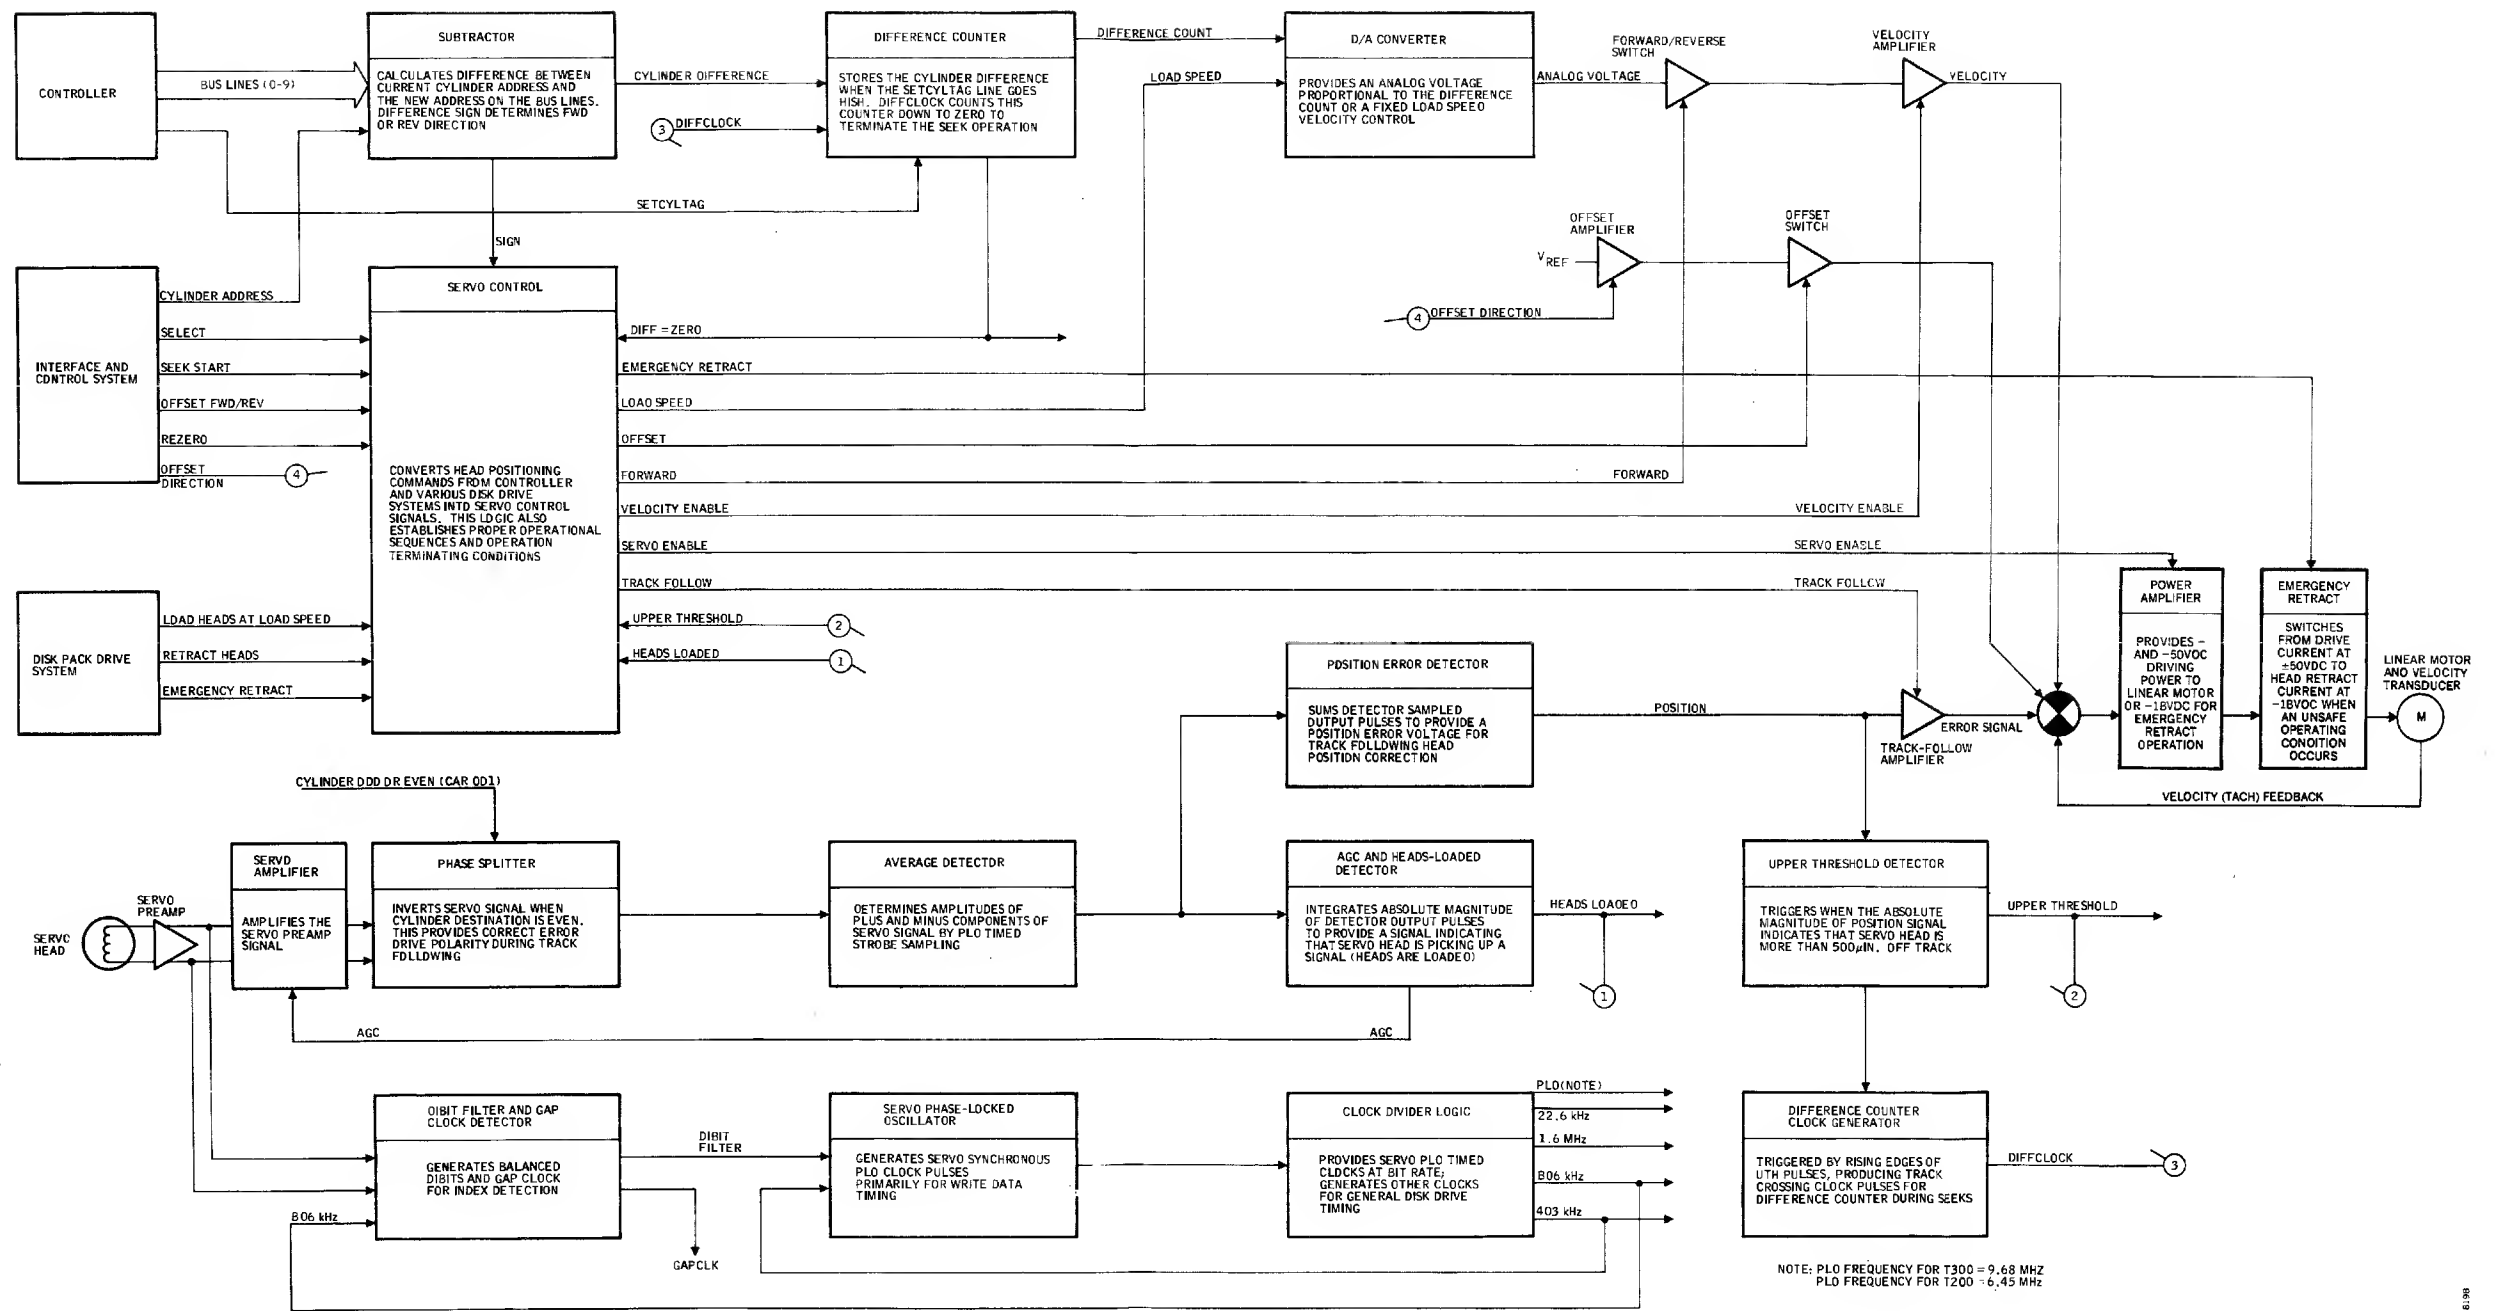 CONTROLLER
BUS LINES (0-9)
SUBTRACTOR
CALCULATES DIFFERENCE BETWEEN
CURRENT CYLINDER ADDRESS AND
THE NEW ADDRESS ON THE BUS LINES.
DIFFERENCE SIGN DETERMINES FWD
OR REV DIRECTION
CYLINDER DIFFERENCE
3
DIFFCLOCK
DIFFERENCE COUNTER
STORES THE CYLINDER DIFFERENCE
WHEN THE SETCYLTAG LINE GOES
HIGH. DIFFCLOCK COUNTS THIS
COUNTER DOWN TO ZERO TO
TERMINATE THE SEEK OPERATION
DIFFERENCE COUNT
LOAD SPEED
D/A CONVERTER
PROVIDES AN ANALOG VOLTAGE
PROPORTIONAL TO THE DIFFERENCE
COUNT OR A FIXED LOAD SPEED
VELOCITY CONTROL
ANALOG VOLTAGE
FORWARD/REVERSE
SWITCH
VELOCITY
AMPLIFIER
VELOCITY
SETCYLTAG
SIGN
OFFSET
AMPLIFIER
VREF
OFFSET
SWITCH
4
OFFSET DIRECTION
INTERFACE AND
CONTROL SYSTEM
CYLINDER ADDRESS
SELECT
SEEK START
OFFSET FWD/REV
REZERO
OFFSET
DIRECTION
4
SERVO CONTROL
CONVERTS HEAD POSITIONING
COMMANDS FROM CONTROLLER
AND VARIOUS DISK DRIVE
SYSTEMS INTO SERVO CONTROL
SIGNALS. THIS LOGIC ALSO
ESTABLISHES PROPER OPERATIONAL
SEQUENCES AND OPERATION
TERMINATING CONDITIONS
DIFF = ZERO
EMERGENCY RETRACT
LOAD SPEED
OFFSET
FORWARD
FORWARD
VELOCITY ENABLE
VELOCITY ENABLE
SERVO ENABLE
SERVO ENABLE
TRACK FOLLOW
TRACK FOLLOW
UPPER THRESHOLD
2
HEADS LOADED
1
DISK PACK DRIVE
SYSTEM
LOAD HEADS AT LOAD SPEED
RETRACT HEADS
EMERGENCY RETRACT
POSITION ERROR DETECTOR
SUMS DETECTOR SAMPLED
OUTPUT PULSES TO PROVIDE A
POSITION ERROR VOLTAGE FOR
TRACK FOLLOWING HEAD
POSITION CORRECTION
POSITION
TRACK-FOLLOW
AMPLIFIER
ERROR SIGNAL
POWER
AMPLIFIER
PROVIDES -
AND -50VDC
DRIVING
POWER TO
LINEAR MOTOR
OR -18VDC FOR
EMERGENCY
RETRACT
OPERATION
EMERGENCY
RETRACT
SWITCHES
FROM DRIVE
CURRENT AT
±50VDC TO
HEAD RETRACT
CURRENT AT
-18VDC WHEN
AN UNSAFE
OPERATING
CONDITION
OCCURS
LINEAR MOTOR
AND VELOCITY
TRANSDUCER
M
VELOCITY (TACH) FEEDBACK
CYLINDER ODD OR EVEN (CAR 001)
SERVO
HEAD
SERVO
PREAMP
SERVO
AMPLIFIER
AMPLIFIES THE
SERVO PREAMP
SIGNAL
PHASE SPLITTER
INVERTS SERVO SIGNAL WHEN
CYLINDER DESTINATION IS EVEN.
THIS PROVIDES CORRECT ERROR
DRIVE POLARITY DURING TRACK
FOLLOWING
AVERAGE DETECTOR
DETERMINES AMPLITUDES OF
PLUS AND MINUS COMPONENTS OF
SERVO SIGNAL BY PLO TIMED
STROBE SAMPLING
AGC AND HEADS-LOADED
DETECTOR
INTEGRATES ABSOLUTE MAGNITUDE
OF DETECTOR OUTPUT PULSES
TO PROVIDE A SIGNAL INDICATING
THAT SERVO HEAD IS PICKING UP A
SIGNAL (HEADS ARE LOADED)
HEADS LOADED
1
UPPER THRESHOLD DETECTOR
TRIGGERS WHEN THE ABSOLUTE
MAGNITUDE OF POSITION SIGNAL
INDICATES THAT SERVO HEAD IS
MORE THAN 500µIN. OFF TRACK
UPPER THRESHOLD
2
AGC
AGC
DIBIT FILTER AND GAP
CLOCK DETECTOR
GENERATES BALANCED
DIBITS AND GAP CLOCK
FOR INDEX DETECTION
806 kHz
DIBIT
FILTER
GAPCLK
SERVO PHASE-LOCKED
OSCILLATOR
GENERATES SERVO SYNCHRONOUS
PLO CLOCK PULSES
PRIMARILY FOR WRITE DATA
TIMING
CLOCK DIVIDER LOGIC
PROVIDES SERVO PLO TIMED
CLOCKS AT BIT RATE;
GENERATES OTHER CLOCKS
FOR GENERAL DISK DRIVE
TIMING
PLO(NOTE)
22.6 kHz
1.6 MHz
806 kHz
403 kHz
DIFFERENCE COUNTER
CLOCK GENERATOR
TRIGGERED BY RISING EDGES OF
UTH PULSES, PRODUCING TRACK
CROSSING CLOCK PULSES FOR
DIFFERENCE COUNTER DURING SEEKS
DIFFCLOCK
3
NOTE: PLO FREQUENCY FOR T300 = 9.68 MHZ
PLO FREQUENCY FOR T200 = 6.45 MHz
8198